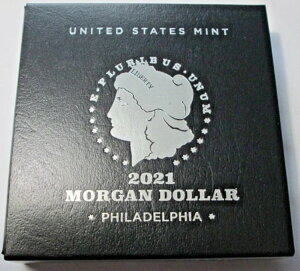 UNITED STATES MINT
E·PLURIBUS·UNUM
LIBERTY
2021
MORGAN DOLLAR
PHILADELPHIA